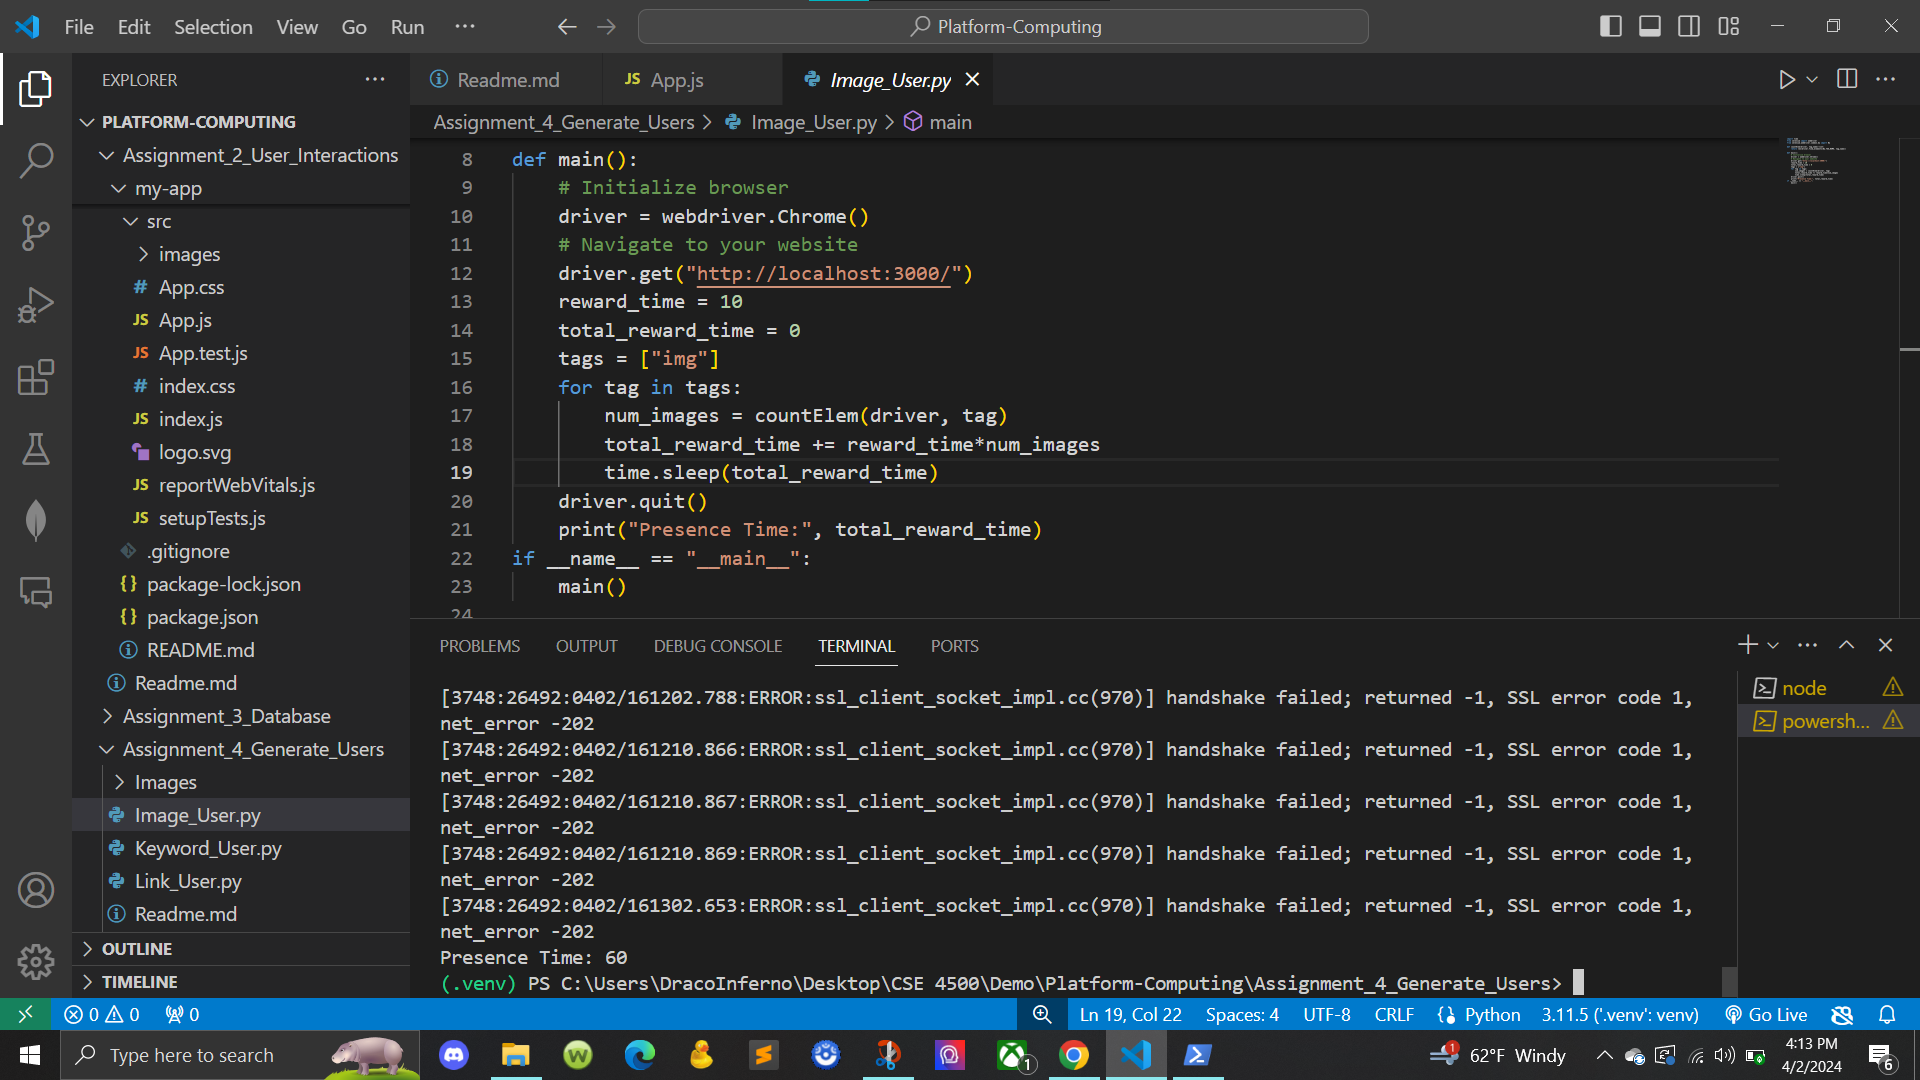 File Edit Selection View Go Run ···
Platform-Computing
EXPLORER
Readme.md
JS App.js
Image_User.py
PLATFORM-COMPUTING
Assignment_2_User_Interactions
my-app
src
images
# App.css
JS App.js
JS App.test.js
# index.css
JS index.js
logo.svg
JS reportWebVitals.js
JS setupTests.js
.gitignore
{} package-lock.json
{} package.json
README.md
Readme.md
Assignment_3_Database
Assignment_4_Generate_Users
Images
Image_User.py
Keyword_User.py
Link_User.py
Readme.md
OUTLINE
TIMELINE
Assignment_4_Generate_Users > Image_User.py > main
8 def main():
9 # Initialize browser
10 driver = webdriver.Chrome()
11 # Navigate to your website
12 driver.get("http://localhost:3000/")
13 reward_time = 10
14 total_reward_time = 0
15 tags = ["img"]
16 for tag in tags:
17 num_images = countElem(driver, tag)
18 total_reward_time += reward_time*num_images
19 time.sleep(total_reward_time)
20 driver.quit()
21 print("Presence Time:", total_reward_time)
22 if __name__ == "__main__":
23 main()
24
PROBLEMS OUTPUT DEBUG CONSOLE TERMINAL PORTS
[3748:26492:0402/161202.788:ERROR:ssl_client_socket_impl.cc(970)] handshake failed; returned -1, SSL error code 1,
net_error -202
[3748:26492:0402/161210.866:ERROR:ssl_client_socket_impl.cc(970)] handshake failed; returned -1, SSL error code 1,
net_error -202
[3748:26492:0402/161210.867:ERROR:ssl_client_socket_impl.cc(970)] handshake failed; returned -1, SSL error code 1,
net_error -202
[3748:26492:0402/161210.869:ERROR:ssl_client_socket_impl.cc(970)] handshake failed; returned -1, SSL error code 1,
net_error -202
[3748:26492:0402/161302.653:ERROR:ssl_client_socket_impl.cc(970)] handshake failed; returned -1, SSL error code 1,
net_error -202
Presence Time: 60
(.venv) PS C:\Users\DracoInferno\Desktop\CSE 4500\Demo\Platform-Computing\Assignment_4_Generate_Users>
node
powersh...
0 0 0
Ln 19, Col 22 Spaces: 4 UTF-8 CRLF Python 3.11.5 ('.venv': venv) Go Live
Type here to search
1
1
62°F Windy
4:13 PM
4/2/2024
6